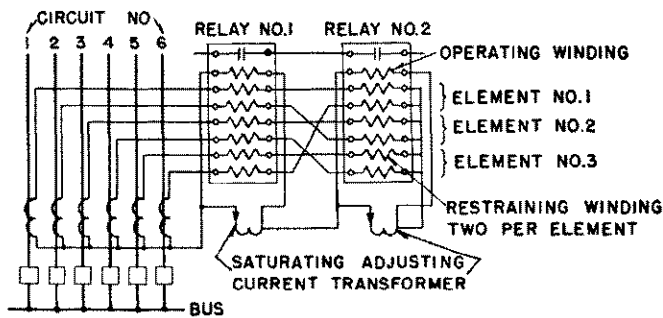 CIRCUIT NO
1 2 3 4 5 6
RELAY NO.1
RELAY NO.2
OPERATING WINDING
ELEMENT NO.1
ELEMENT NO.2
ELEMENT NO.3
RESTRAINING WINDING
TWO PER ELEMENT
SATURATING ADJUSTING
CURRENT TRANSFORMER
BUS